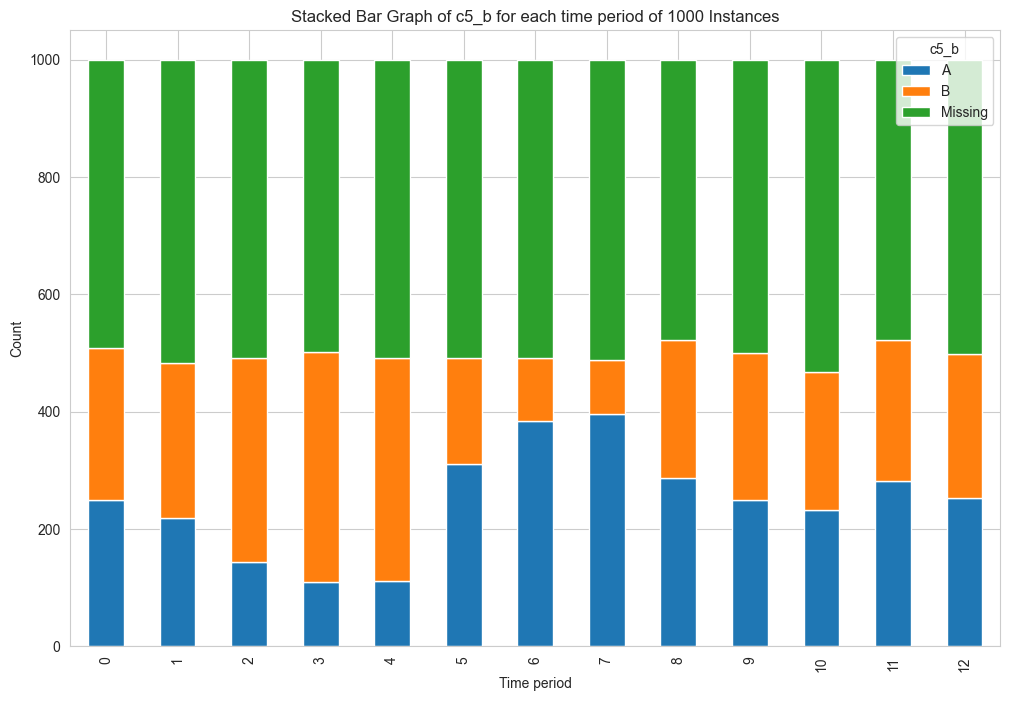 Stacked Bar Graph of c5_b for each time period of 1000 Instances
c5_b
A
B
Missing
Count
1000
800
600
400
200
0
0 1 2 3 4 5 6 7 8 9 10 11 12
Time period